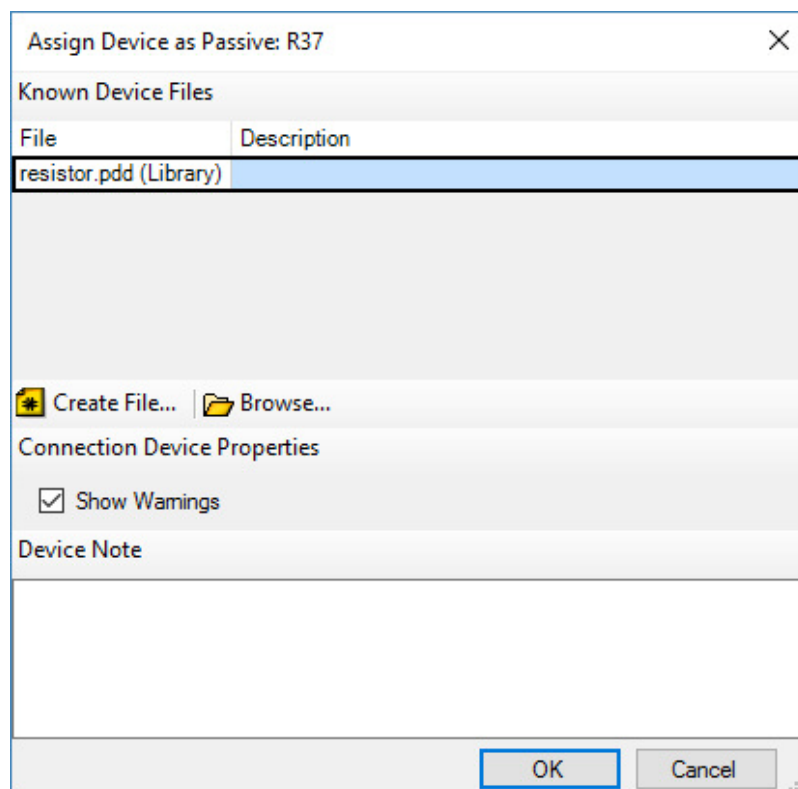 Assign Device as Passive: R37
Known Device Files
File Description
resistor.pdd (Library)
Create File... Browse...
Connection Device Properties
Show Warnings
Device Note
OK Cancel